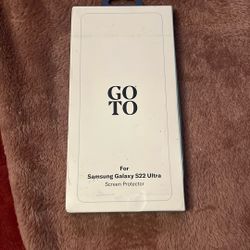 GO
TO
For
Samsung Galaxy S22 Ultra
Screen Protector